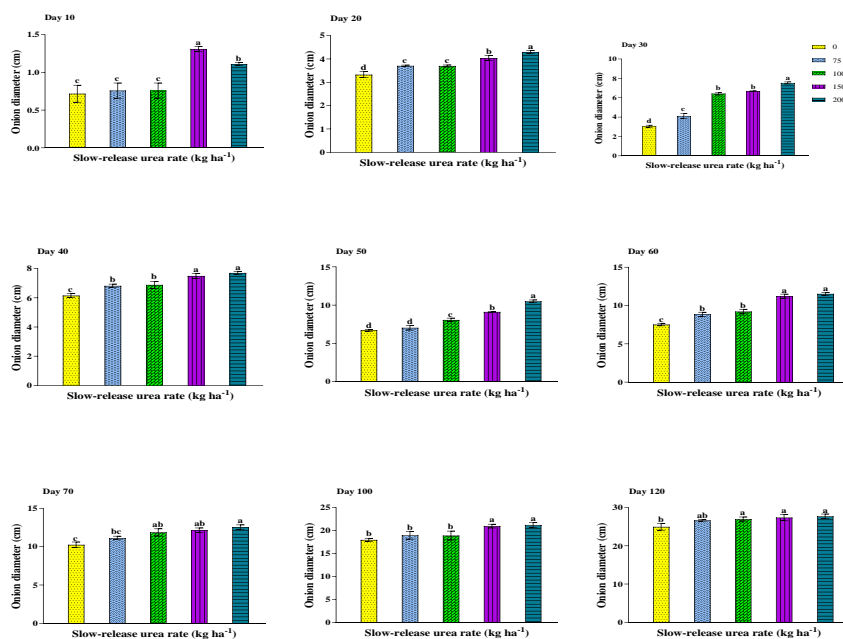 Day 10
Onion diameter (cm)
1.5
1.0
0.5
0.0
c
c
c
a
b
Slow-release urea rate (kg ha-1)
Day 20
Onion diameter (cm)
5
4
3
2
1
0
d
c
c
b
a
Slow-release urea rate (kg ha-1)
Day 30
Onion diameter (cm)
10
8
6
4
2
0
d
c
b
b
a
Slow-release urea rate (kg ha-1)
0
75
100
150
200
Day 40
Onion diameter (cm)
8
6
4
2
0
c
b
b
a
a
Slow-release urea rate (kg ha-1)
Day 50
Onion diameter (cm)
15
10
5
0
d
d
c
b
a
Slow-release urea rate (kg ha-1)
Day 60
Onion diameter (cm)
15
10
5
0
c
b
b
a
a
Slow-release urea rate (kg ha-1)
Day 70
Onion diameter (cm)
15
10
5
0
c
bc
ab
ab
a
Slow-release urea rate (kg ha-1)
Day 100
Onion diameter (cm)
25
20
15
10
5
0
b
b
b
a
a
Slow-release urea rate (kg ha-1)
Day 120
Onion diameter (cm)
30
20
10
0
b
ab
a
a
a
Slow-release urea rate (kg ha-1)